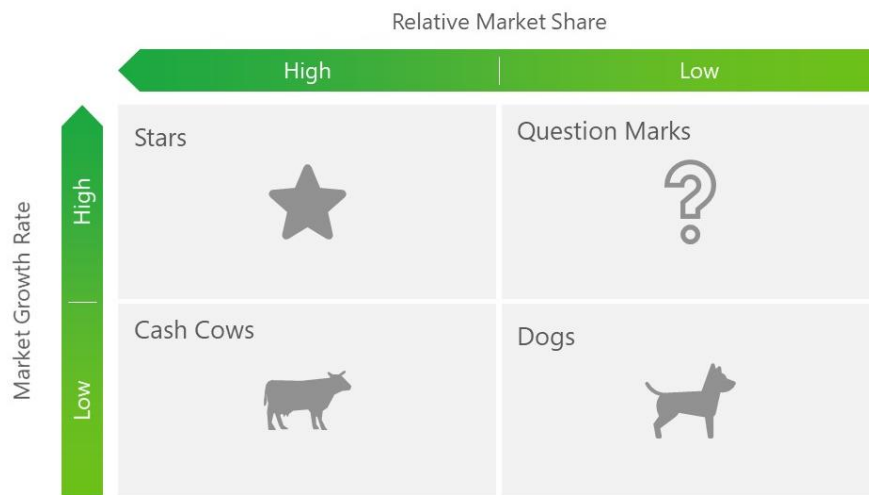 Relative Market Share
High
Low
Market Growth Rate
High
Low
Stars
Question Marks
Cash Cows
Dogs